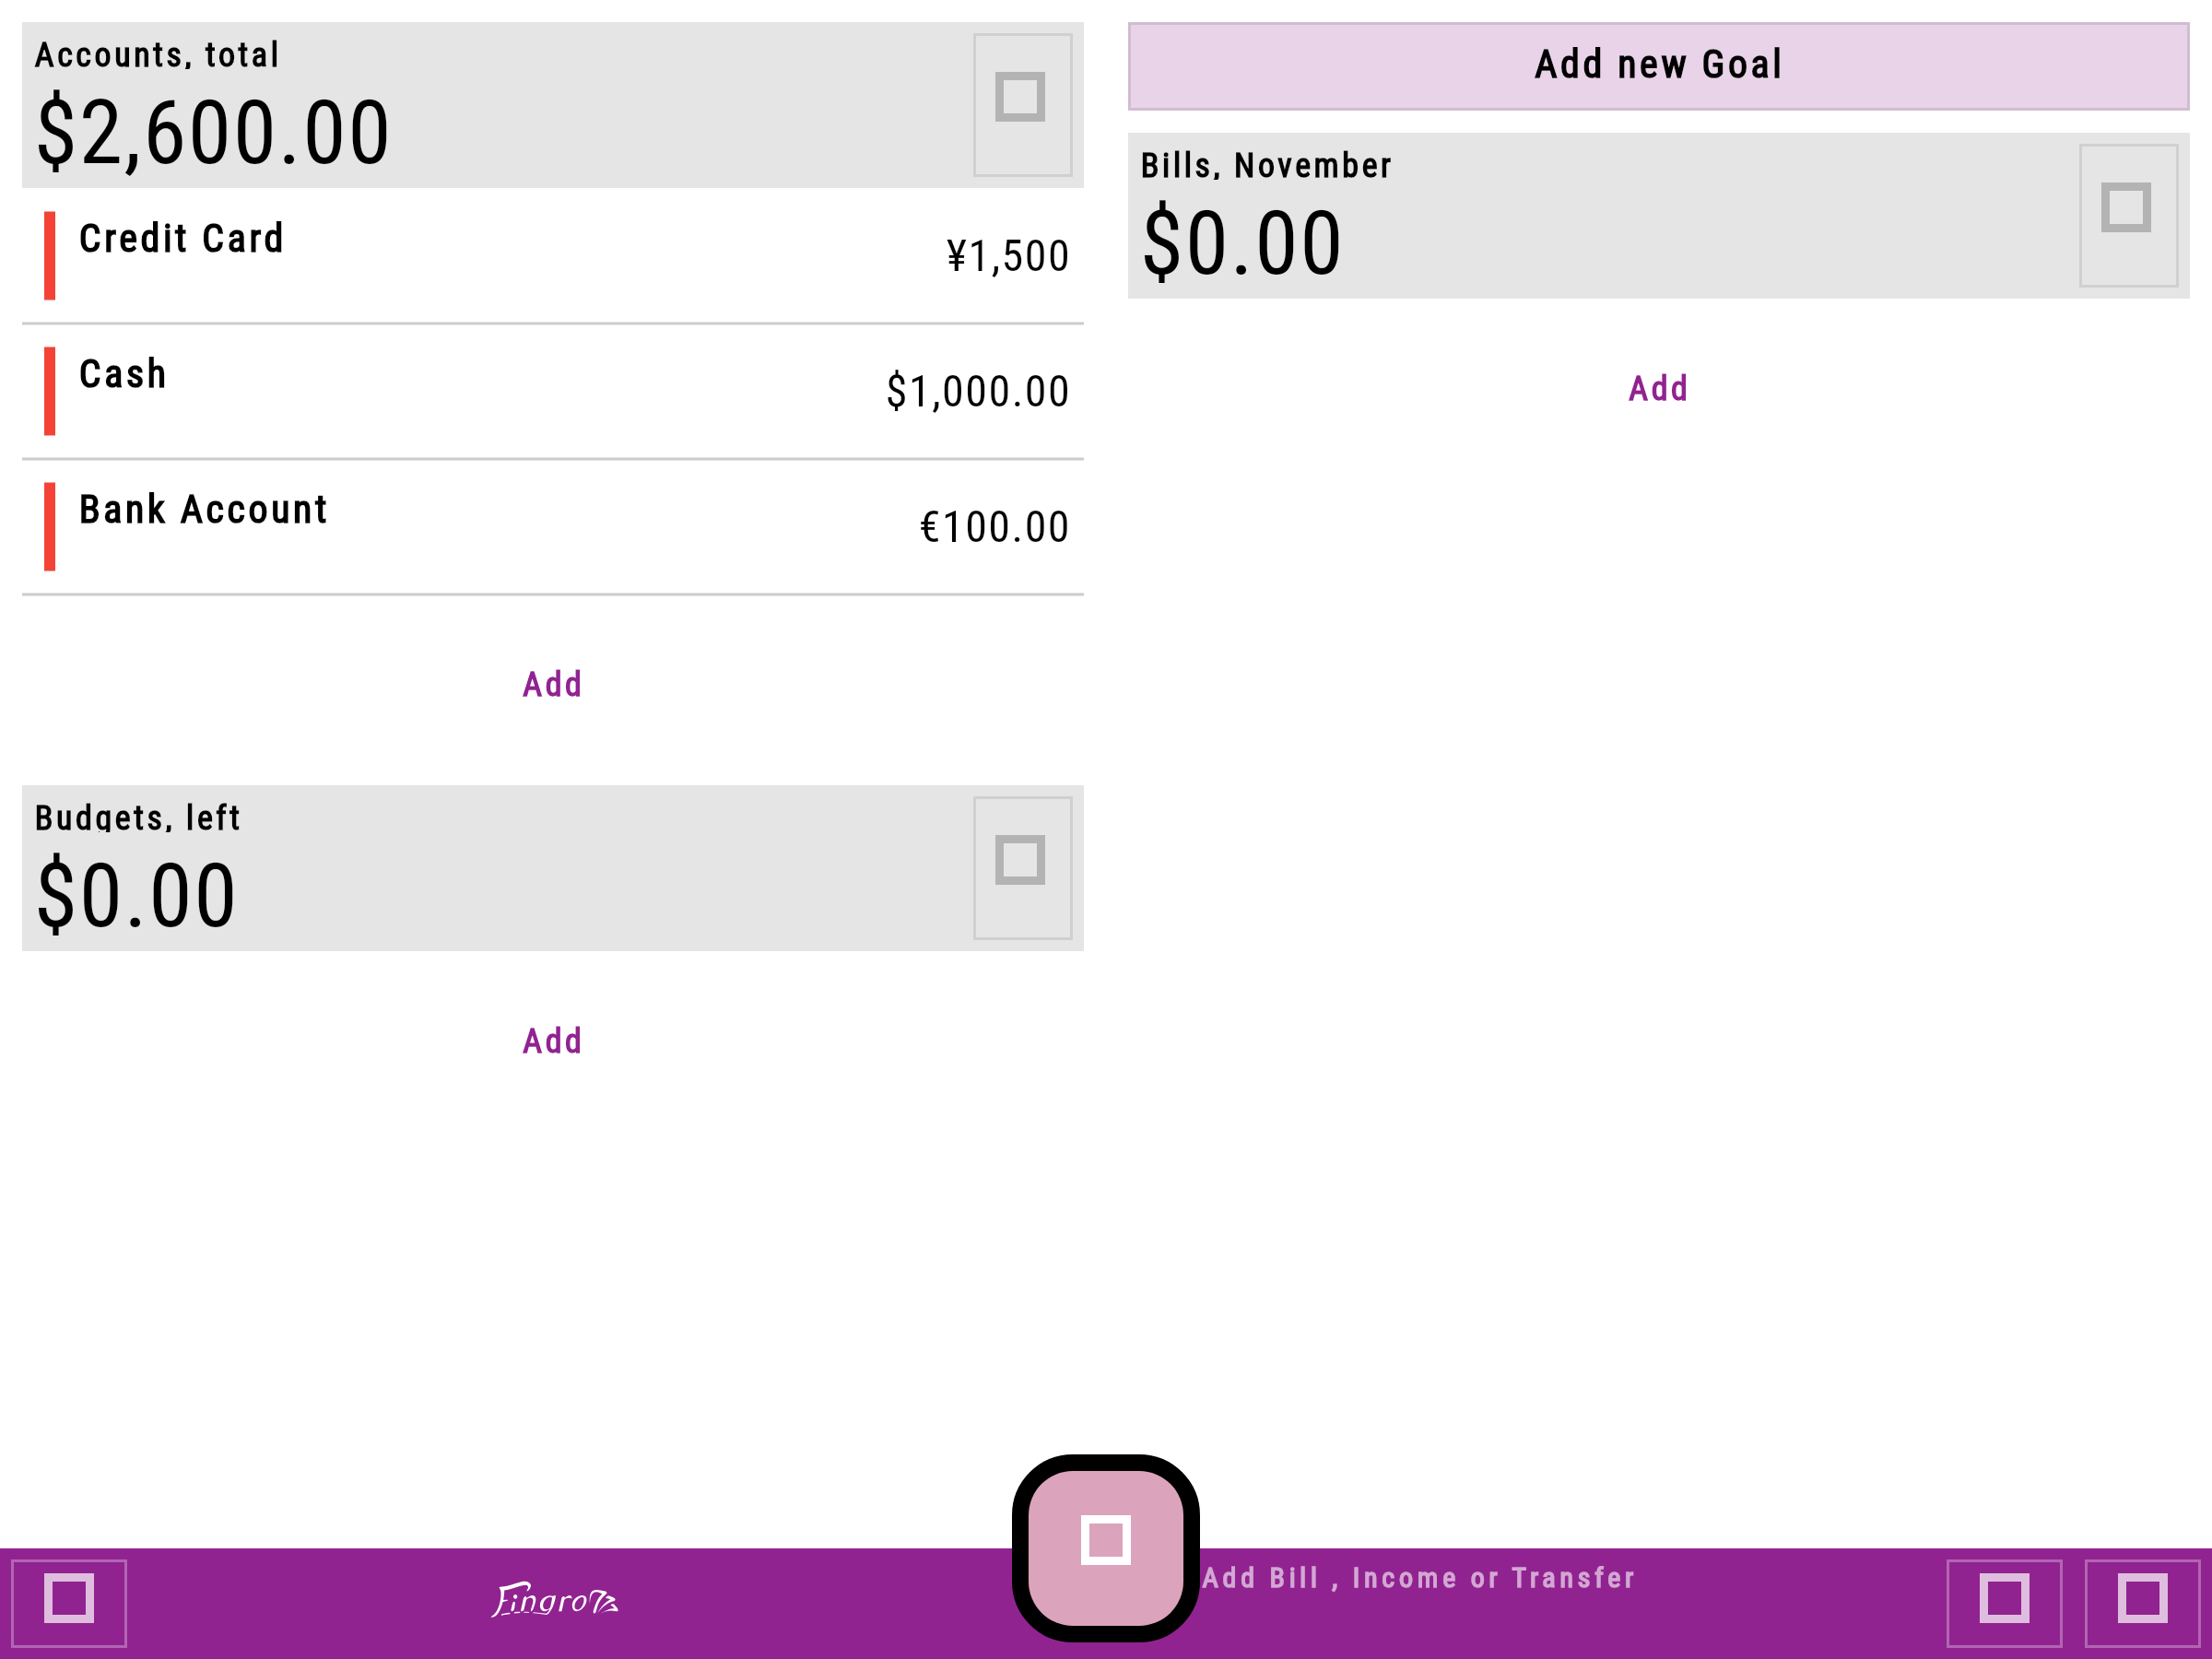 Accounts, total
$2,600.00
Credit Card
¥1,500
Cash
$1,000.00
Bank Account
€100.00
Add
Budgets, left
$0.00
Add
Add new Goal
Bills, November
$0.00
Add
Add Bill , Income or Transfer